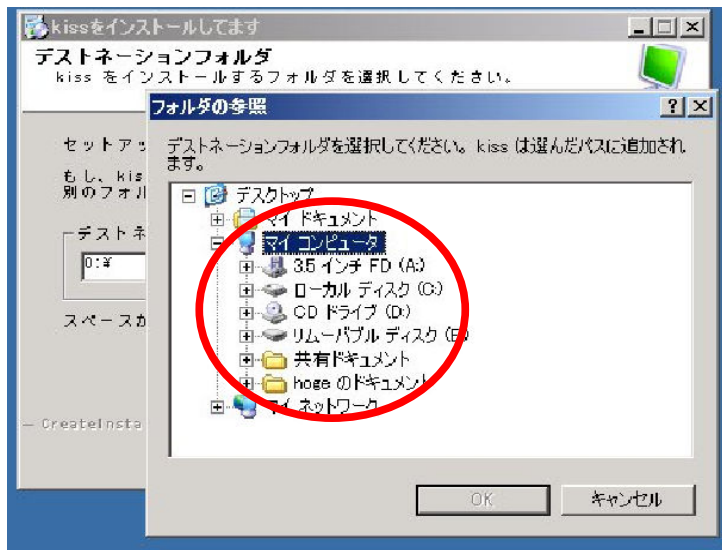 kissをインストールしてます
デストネーションフォルダ
kiss をインストールするフォルダを選択してください。
フォルダの参照
セットアッ
デストネーションフォルダを選択してください。 kiss は選んだパスに追加され
ます。
もし、kis
別のフォル
デスクトップ
マイ ドキュメント
デストネ
マイ コンピュータ
0:¥
3.5 インチ FD (A:)
ローカル ディスク (C:)
CD ドライブ (D:)
スペースか
リムーバブル ディスク (E:)
共有ドキュメント
hoge のドキュメント
マイ ネットワーク
CreateInsta
OK
キャンセル